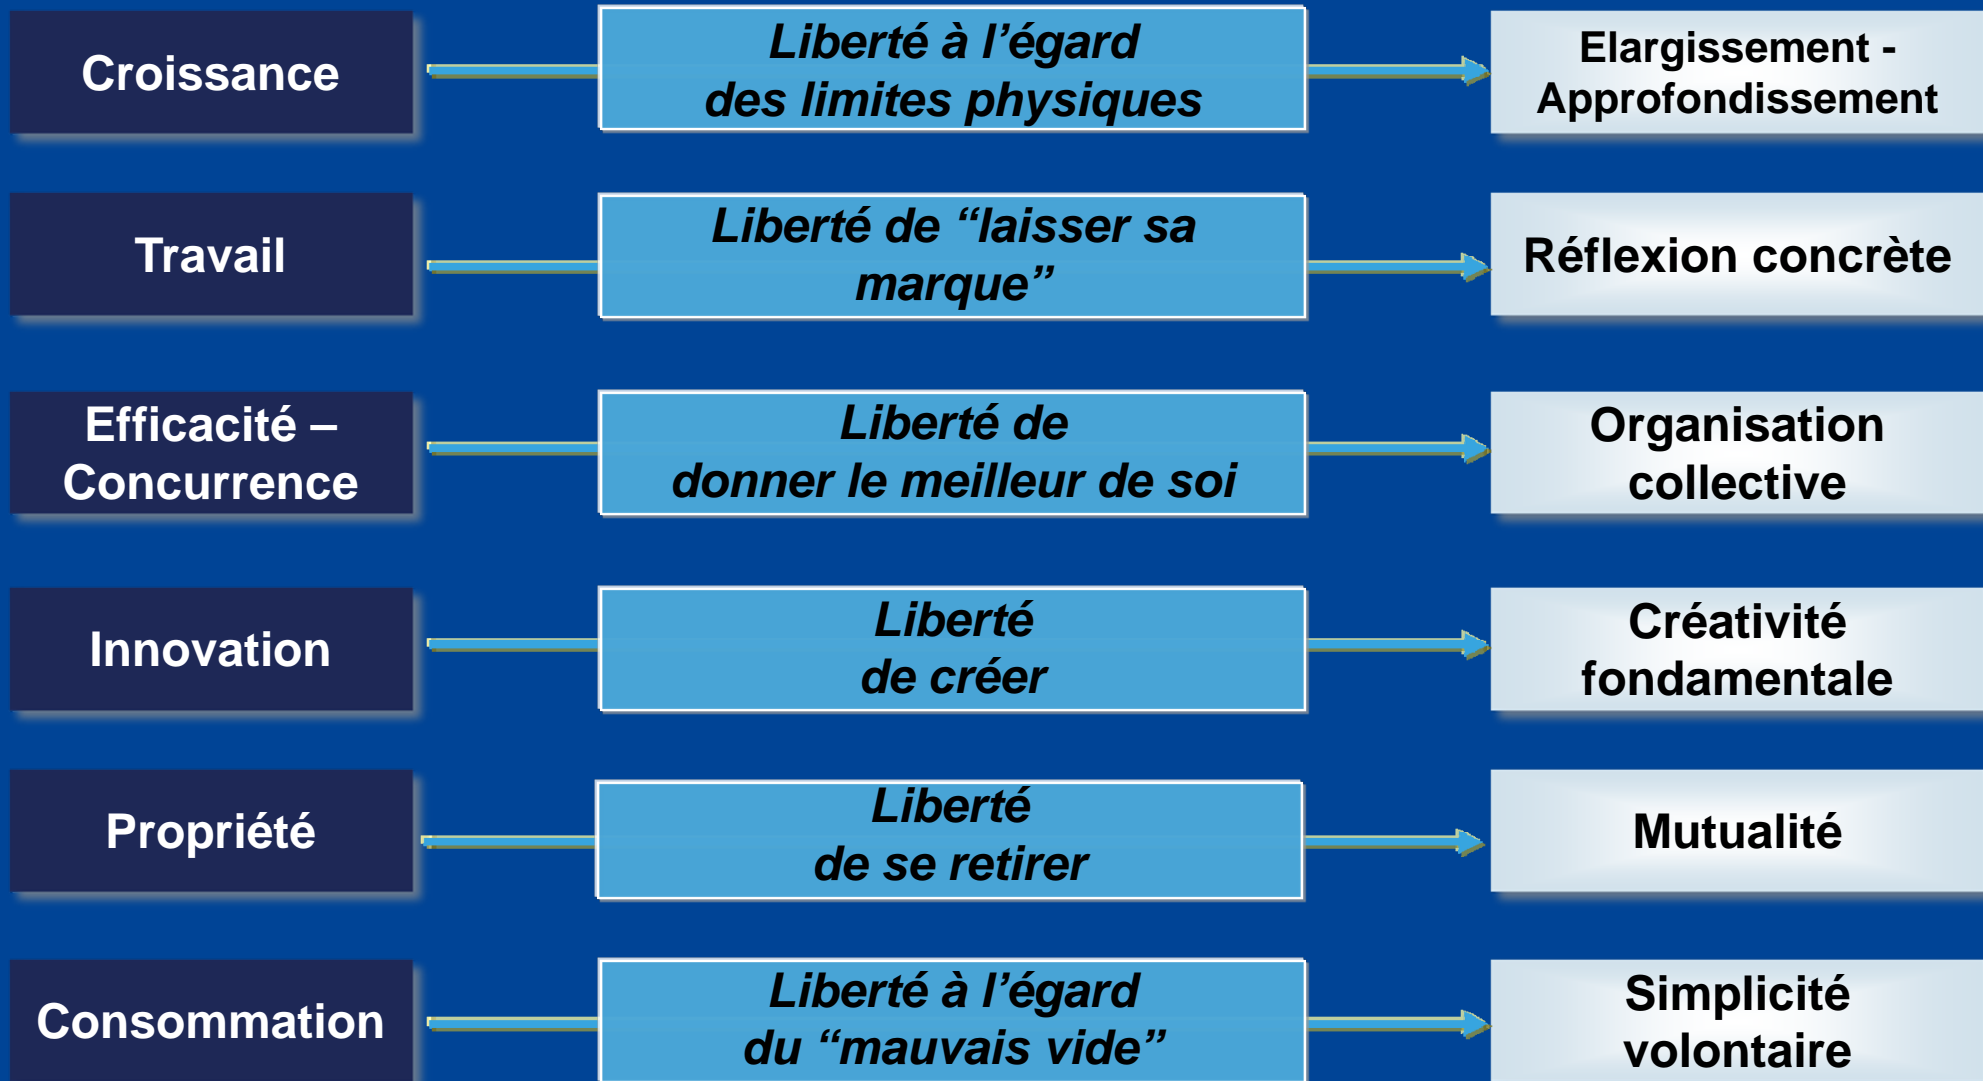 Croissance
Liberté à l’égard
des limites physiques
Elargissement -
Approfondissement
Travail
Liberté de “laisser sa
marque”
Réflexion concrète
Efficacité –
Concurrence
Liberté de
donner le meilleur de soi
Organisation
collective
Innovation
Liberté
de créer
Créativité
fondamentale
Propriété
Liberté
de se retirer
Mutualité
Consommation
Liberté à l’égard
du “mauvais vide”
Simplicité
volontaire